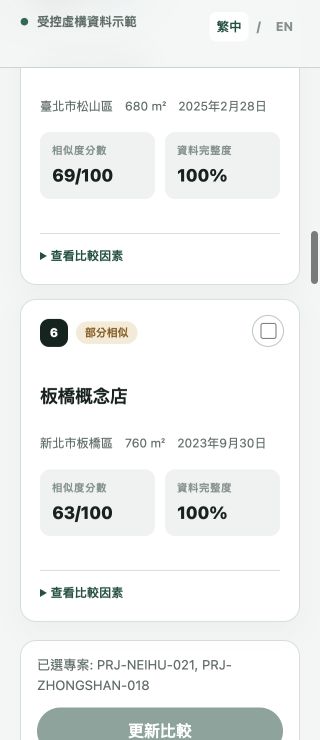 受控虛構資料示範
繁中 / EN
臺北市松山區 680 m² 2025年2月28日
相似度分數 資料完整度
69/100 100%
▶ 查看比較因素
6 部分相似
板橋概念店
新北市板橋區 760 m² 2023年9月30日
相似度分數 資料完整度
63/100 100%
▶ 查看比較因素
已選專案: PRJ-NEIHU-021, PRJ-
ZHONGSHAN-018
更新比較